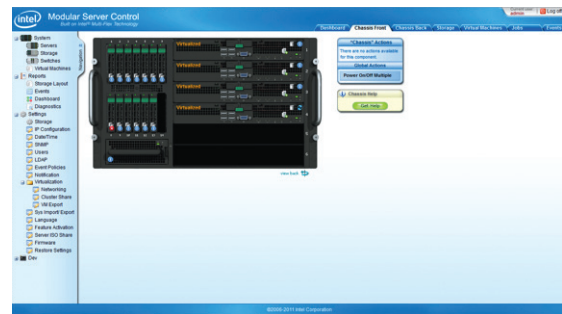 intel
Modular Server Control
Built on Intel® Multi-Flex Technology
admin
Log off
Dashboard
Chassis Front
Chassis Back
Storage
Virtual Machines
Jobs
Events
System
Servers
Storage
Switches
Virtual Machines
Reports
Storage Layout
Events
Dashboard
Diagnostics
Settings
Storage
IP Configuration
Date/Time
SNMP
Users
LDAP
Event Policies
Notification
Virtualization
Networking
Cluster Share
VM Export
Sys Import/ Export
Language
Feature Activation
Server ISO Share
Firmware
Restore Settings
Dev
Navigation
Virtualized
Virtualized
Virtualized
Virtualized
view back
"Chassis" Actions
There are no actions available
for this component.
Global Actions
Power On/Off Multiple
Chassis Help
Get Help
©2006-2011 Intel Corporation